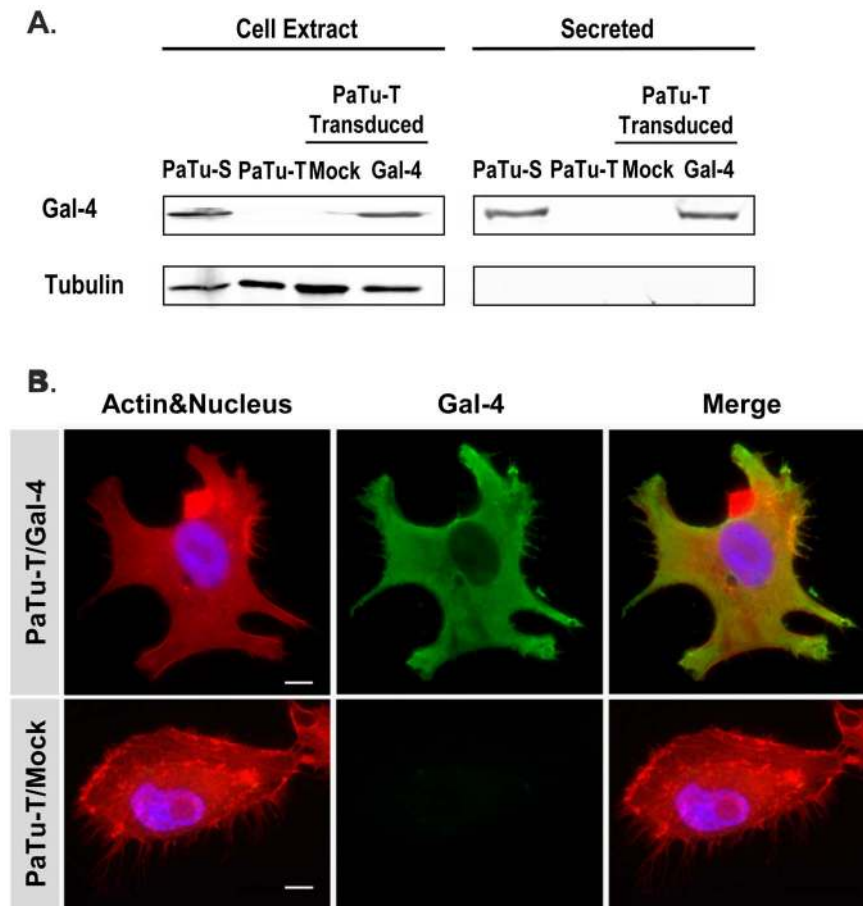 A.
Cell Extract Secreted
PaTu-T PaTu-T
Transduced Transduced
PaTu-S PaTu-T Mock Gal-4 PaTu-S PaTu-T Mock Gal-4
Gal-4
Tubulin
B.
Actin&Nucleus Gal-4 Merge
PaTu-T/Gal-4
PaTu-T/Mock